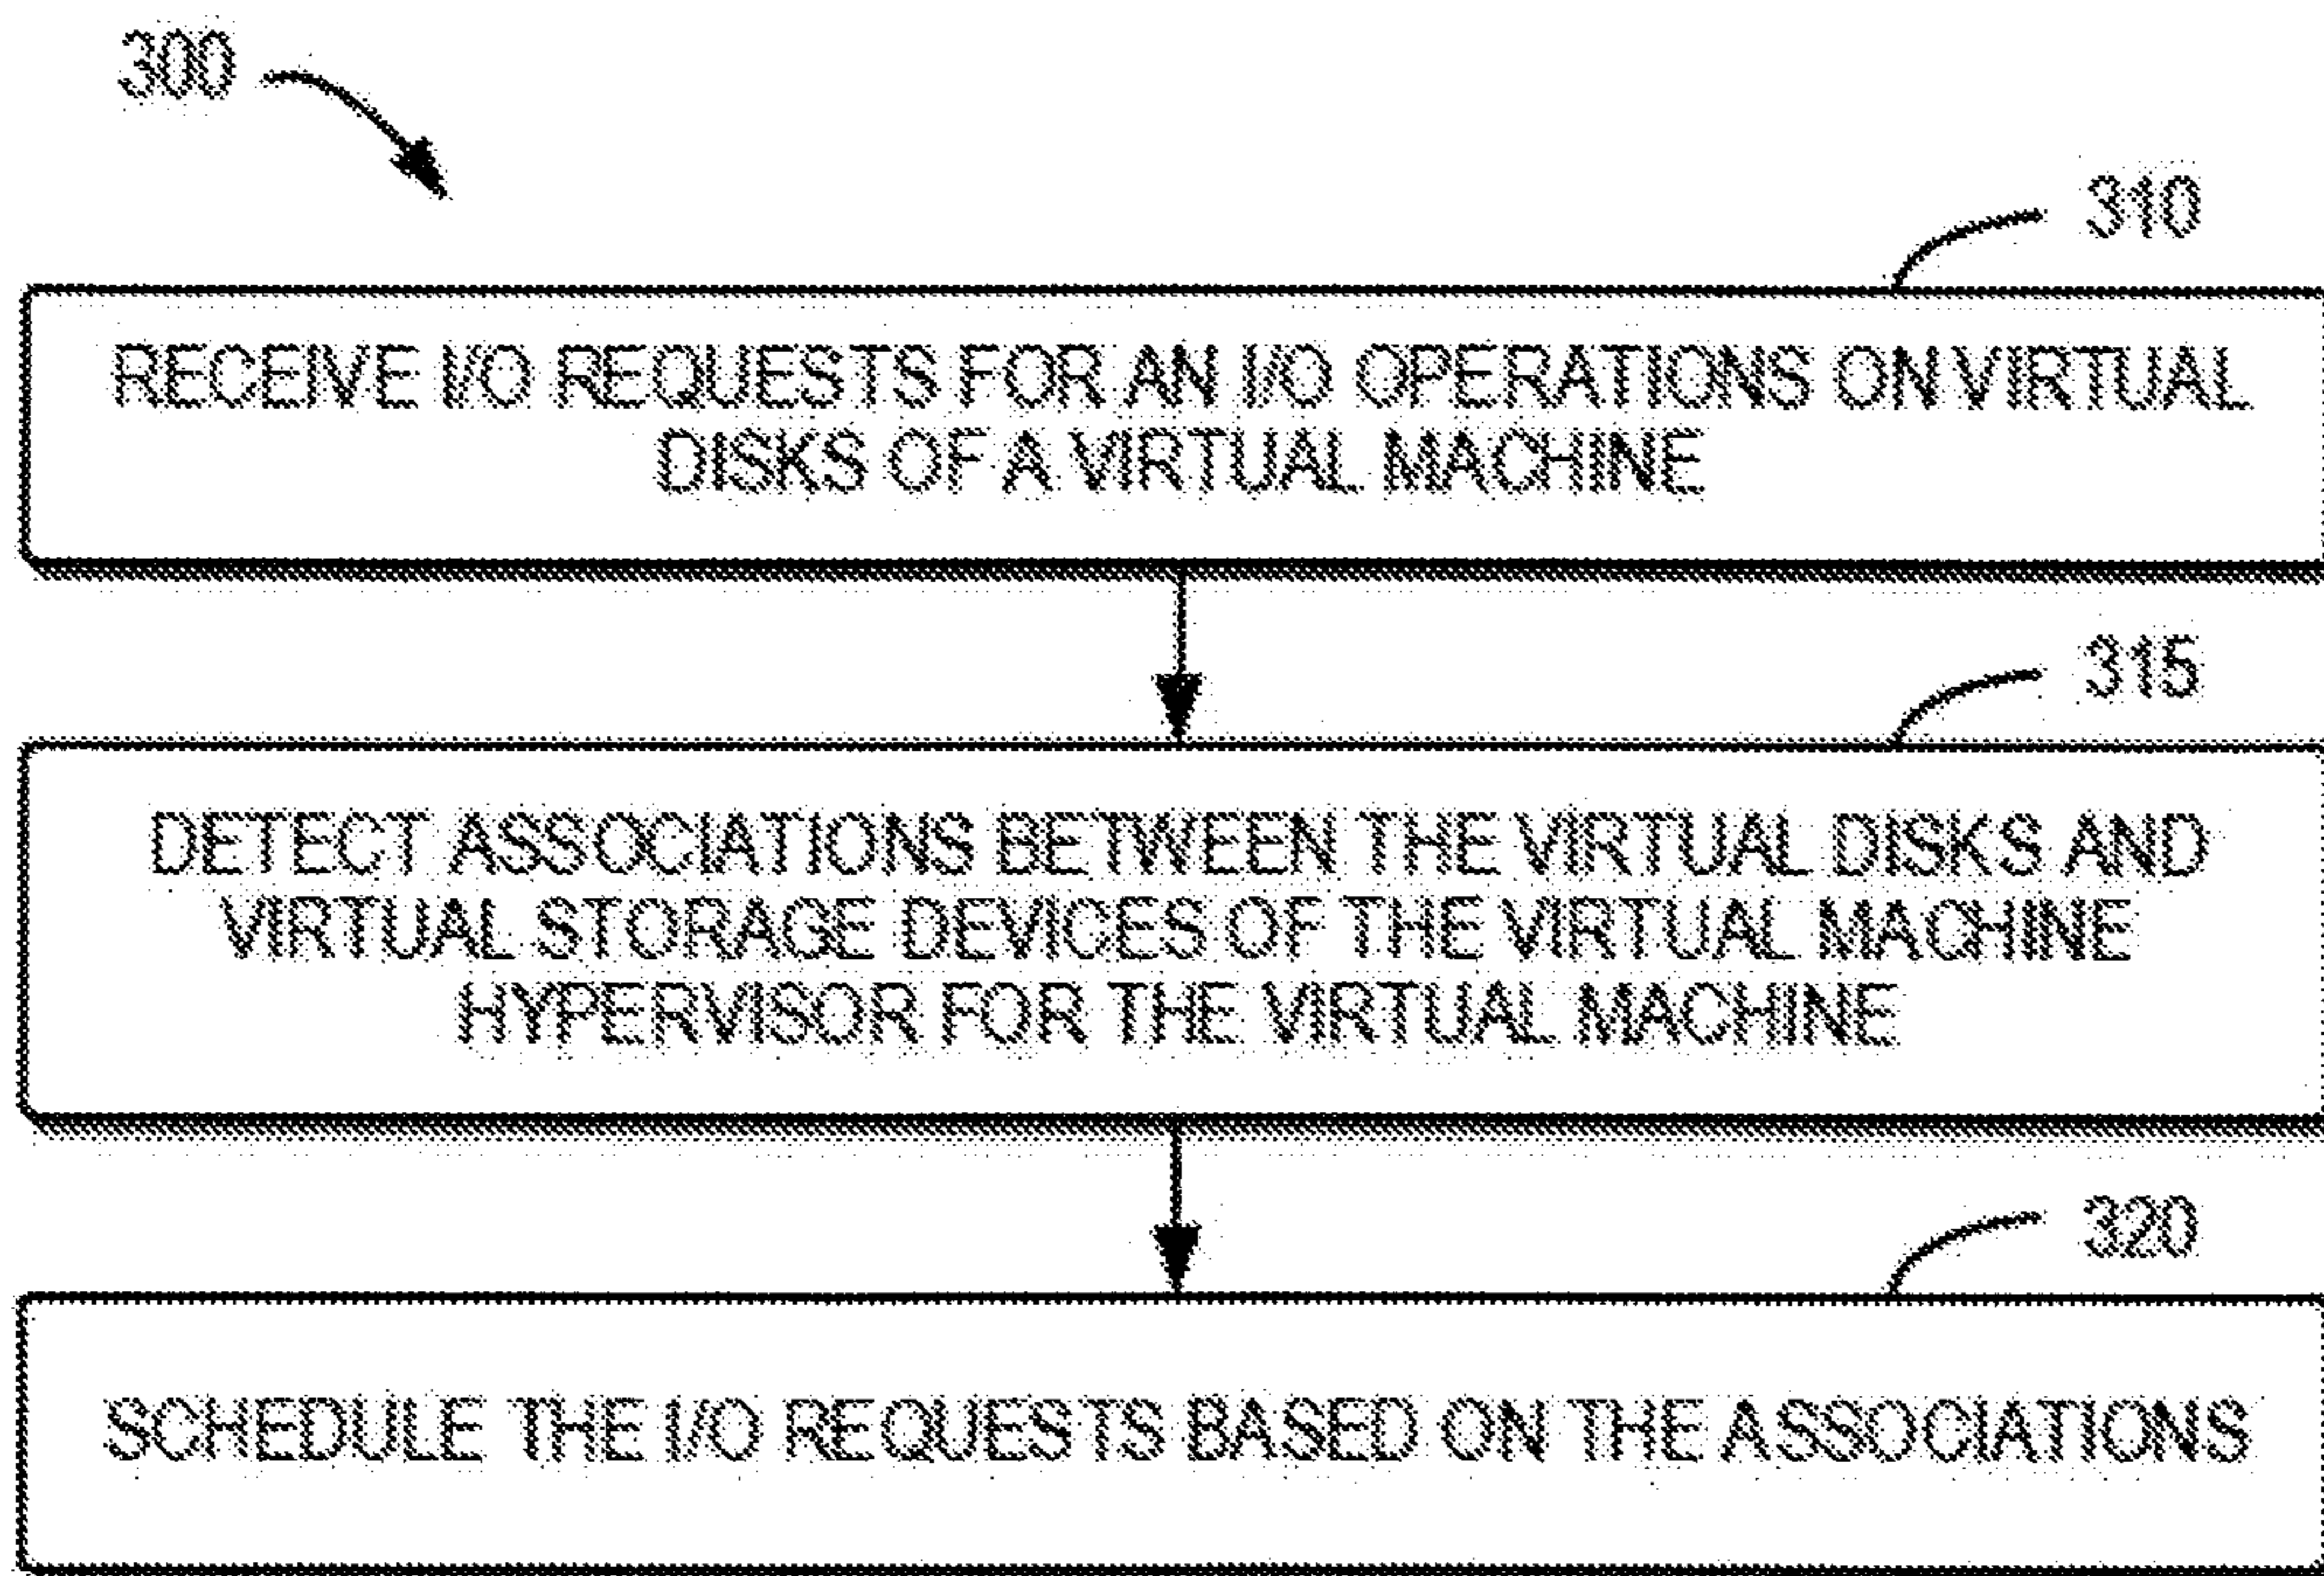 300
310
RECEIVE I/O REQUESTS FOR AN I/O OPERATIONS ON VIRTUAL
DISKS OF A VIRTUAL MACHINE
315
DETECT ASSOCIATIONS BETWEEN THE VIRTUAL DISKS AND
VIRTUAL STORAGE DEVICES OF THE VIRTUAL MACHINE
HYPERVISOR FOR THE VIRTUAL MACHINE
320
SCHEDULE THE I/O REQUESTS BASED ON THE ASSOCIATIONS